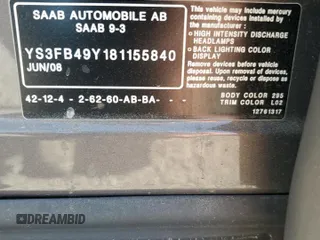 SAAB AUTOMOBILE AB
SAAB 9-3
YS3FB49Y181155840
JUN/08
42-12-4 - 2-62-60-AB-BA- - -
This vehicle may contain mercury
added devices installed by the
manufacturer:
• HIGH INTENSITY DISCHARGE
HEADLAMPS
• BACK LIGHTING COLOR
DISPLAY
Remove devices before vehicle
disposal. Upon removal of devices,
please reuse, recycle or dispose as
hazardous waste.
BODY COLOR 295
TRIM COLOR L02
12761317
© DREAMBID